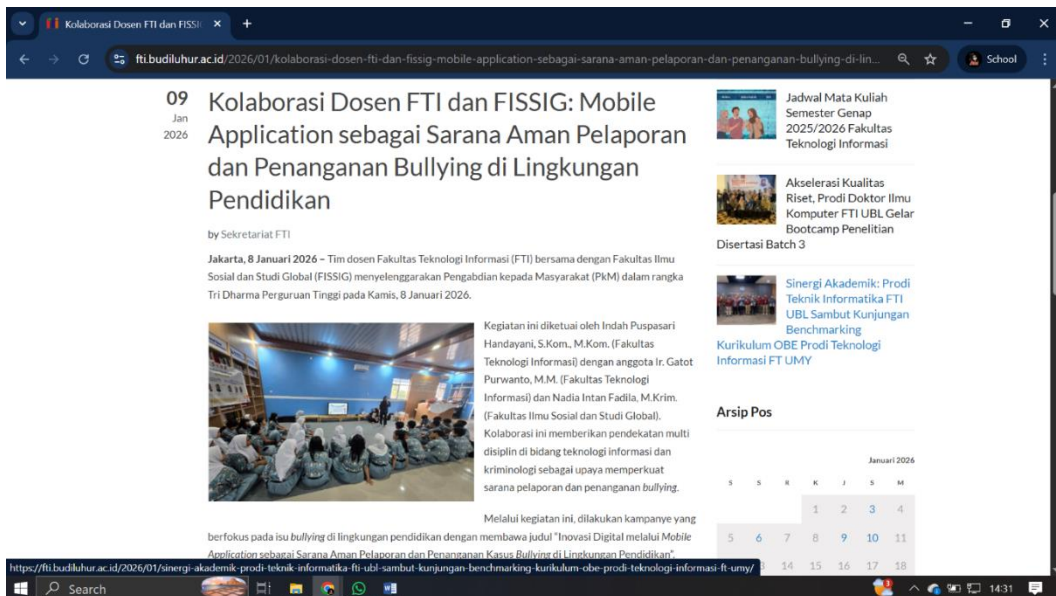 Kolaborasi Dosen FTI dan FISSI
fti.budiluhur.ac.id/2026/01/kolaborasi-dosen-fti-dan-fissig-mobile-application-sebagai-sarana-aman-pelaporan-dan-penanganan-bullying-di-lin...
School
09
Jan
2026
Kolaborasi Dosen FTI dan FISSIG: Mobile
Application sebagai Sarana Aman Pelaporan
dan Penanganan Bullying di Lingkungan
Pendidikan
by Sekretariat FTI
Jakarta, 8 Januari 2026 – Tim dosen Fakultas Teknologi Informasi (FTI) bersama dengan Fakultas Ilmu
Sosial dan Studi Global (FISSIG) menyelenggarakan Pengabdian kepada Masyarakat (PkM) dalam rangka
Tri Dharma Perguruan Tinggi pada Kamis, 8 Januari 2026.
Kegiatan ini diketuai oleh Indah Puspasari
Handayani, S.Kom., M.Kom. (Fakultas
Teknologi Informasi) dengan anggota Ir. Gatot
Purwanto, M.M. (Fakultas Teknologi
Informasi) dan Nadia Intan Fadila, M.Krim.
(Fakultas Ilmu Sosial dan Studi Global).
Kolaborasi ini memberikan pendekatan multi
disiplin di bidang teknologi informasi dan
kriminologi sebagai upaya memperkuat
sarana pelaporan dan penanganan bullying.
Melalui kegiatan ini, dilakukan kampanye yang
berfokus pada isu bullying di lingkungan pendidikan dengan membawa judul "Inovasi Digital melalui Mobile
Application sebagai Sarana Aman Pelaporan dan Penanganan Kasus Bullying di Lingkungan Pendidikan".
Jadwal Mata Kuliah
Semester Genap
2025/2026 Fakultas
Teknologi Informasi
Akselerasi Kualitas
Riset, Prodi Doktor Ilmu
Komputer FTI UBL Gelar
Bootcamp Penelitian
Disertasi Batch 3
Sinergi Akademik: Prodi
Teknik Informatika FTI
UBL Sambut Kunjungan
Benchmarking
Kurikulum OBE Prodi Teknologi
Informasi FT UMY
Arsip Pos
Januari 2026
S S R K J S M
1 2 3 4
5 6 7 8 9 10 11
14 15 16 17 18
https://fti.budiluhur.ac.id/2026/01/sinergi-akademik-prodi-teknik-informatika-fti-ubl-sambut-kunjungan-benchmarking-kurikulum-obe-prodi-teknologi-informasi-ft-umy/
Search
14:31